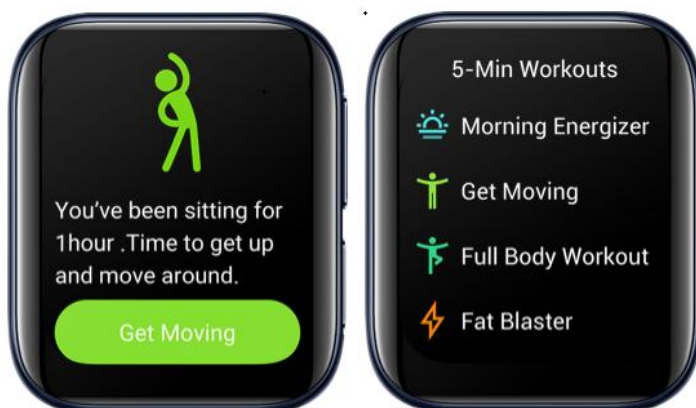 You've been sitting for
1hour .Time to get up
and move around.
Get Moving
5-Min Workouts
Morning Energizer
Get Moving
Full Body Workout
Fat Blaster